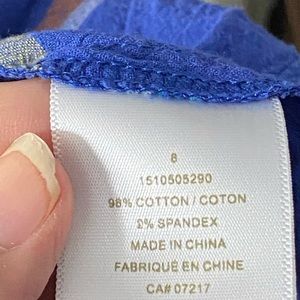 8
1510505290
98% COTTON / COTON
2% SPANDEX
MADE IN CHINA
FABRIQUÉ EN CHINE
CA# 07217